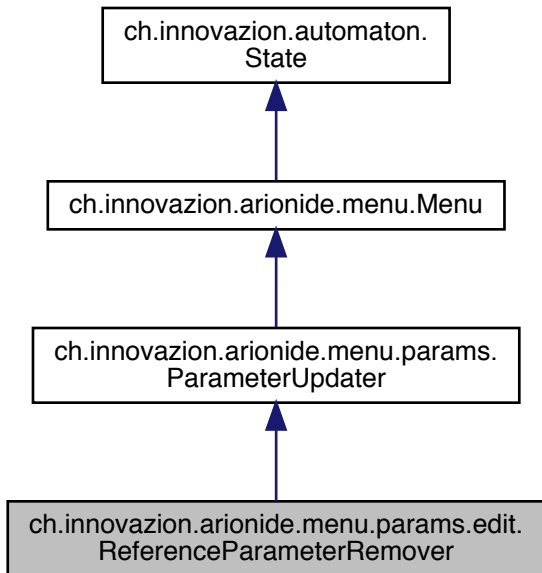 ch.innovazion.automaton.
State
ch.innovazion.arionide.menu.Menu
ch.innovazion.arionide.menu.params.
ParameterUpdater
ch.innovazion.arionide.menu.params.edit.
ReferenceParameterRemover